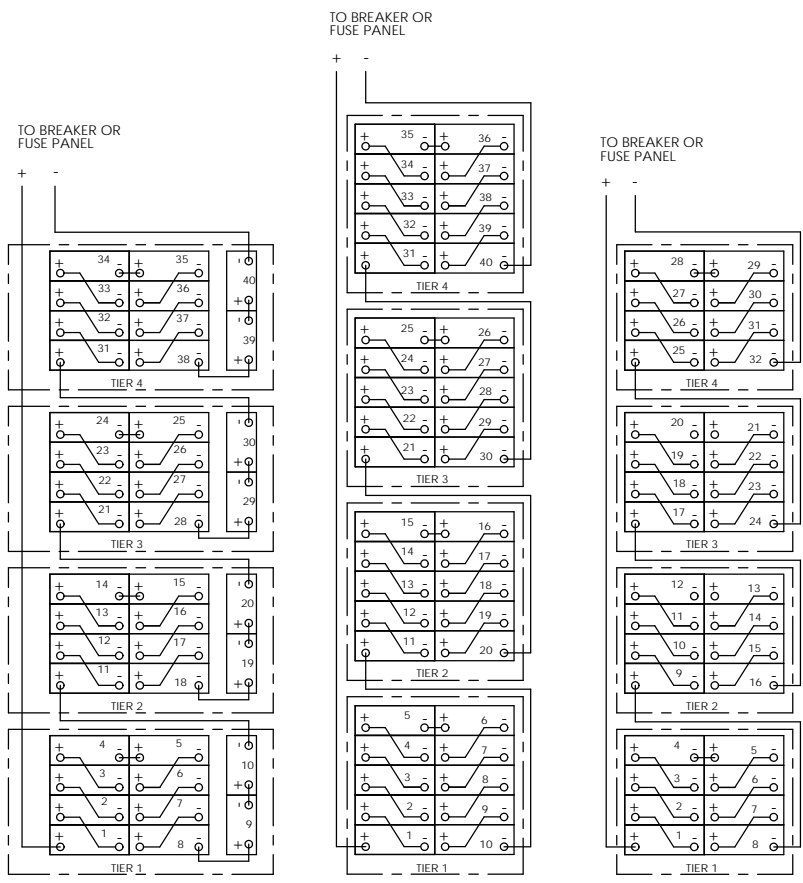 TO BREAKER OR
FUSE PANEL
+ -
+ 34 - + 35 -
+ 33 - + 36 -
+ 32 - + 37 -
+ 31 - + 38 -
- 40 +
- 39 +
TIER 4
+ 24 - + 25 -
+ 23 - + 26 -
+ 22 - + 27 -
+ 21 - + 28 -
- 30 +
- 29 +
TIER 3
+ 14 - + 15 -
+ 13 - + 16 -
+ 12 - + 17 -
+ 11 - + 18 -
- 20 +
- 19 +
TIER 2
+ 4 - + 5 -
+ 3 - + 6 -
+ 2 - + 7 -
+ 1 - + 8 -
- 10 +
- 9 +
TIER 1
TO BREAKER OR
FUSE PANEL
+ -
+ 35 - + 36 -
+ 34 - + 37 -
+ 33 - + 38 -
+ 32 - + 39 -
+ 31 - + 40 -
TIER 4
+ 25 - + 26 -
+ 24 - + 27 -
+ 23 - + 28 -
+ 22 - + 29 -
+ 21 - + 30 -
TIER 3
+ 15 - + 16 -
+ 14 - + 17 -
+ 13 - + 18 -
+ 12 - + 19 -
+ 11 - + 20 -
TIER 2
+ 5 - + 6 -
+ 4 - + 7 -
+ 3 - + 8 -
+ 2 - + 9 -
+ 1 - + 10 -
TIER 1
TO BREAKER OR
FUSE PANEL
+ -
+ 28 - + 29 -
+ 27 - + 30 -
+ 26 - + 31 -
+ 25 - + 32 -
TIER 4
+ 20 - + 21 -
+ 19 - + 22 -
+ 18 - + 23 -
+ 17 - + 24 -
TIER 3
+ 12 - + 13 -
+ 11 - + 14 -
+ 10 - + 15 -
+ 9 - + 16 -
TIER 2
+ 4 - + 5 -
+ 3 - + 6 -
+ 2 - + 7 -
+ 1 - + 8 -
TIER 1